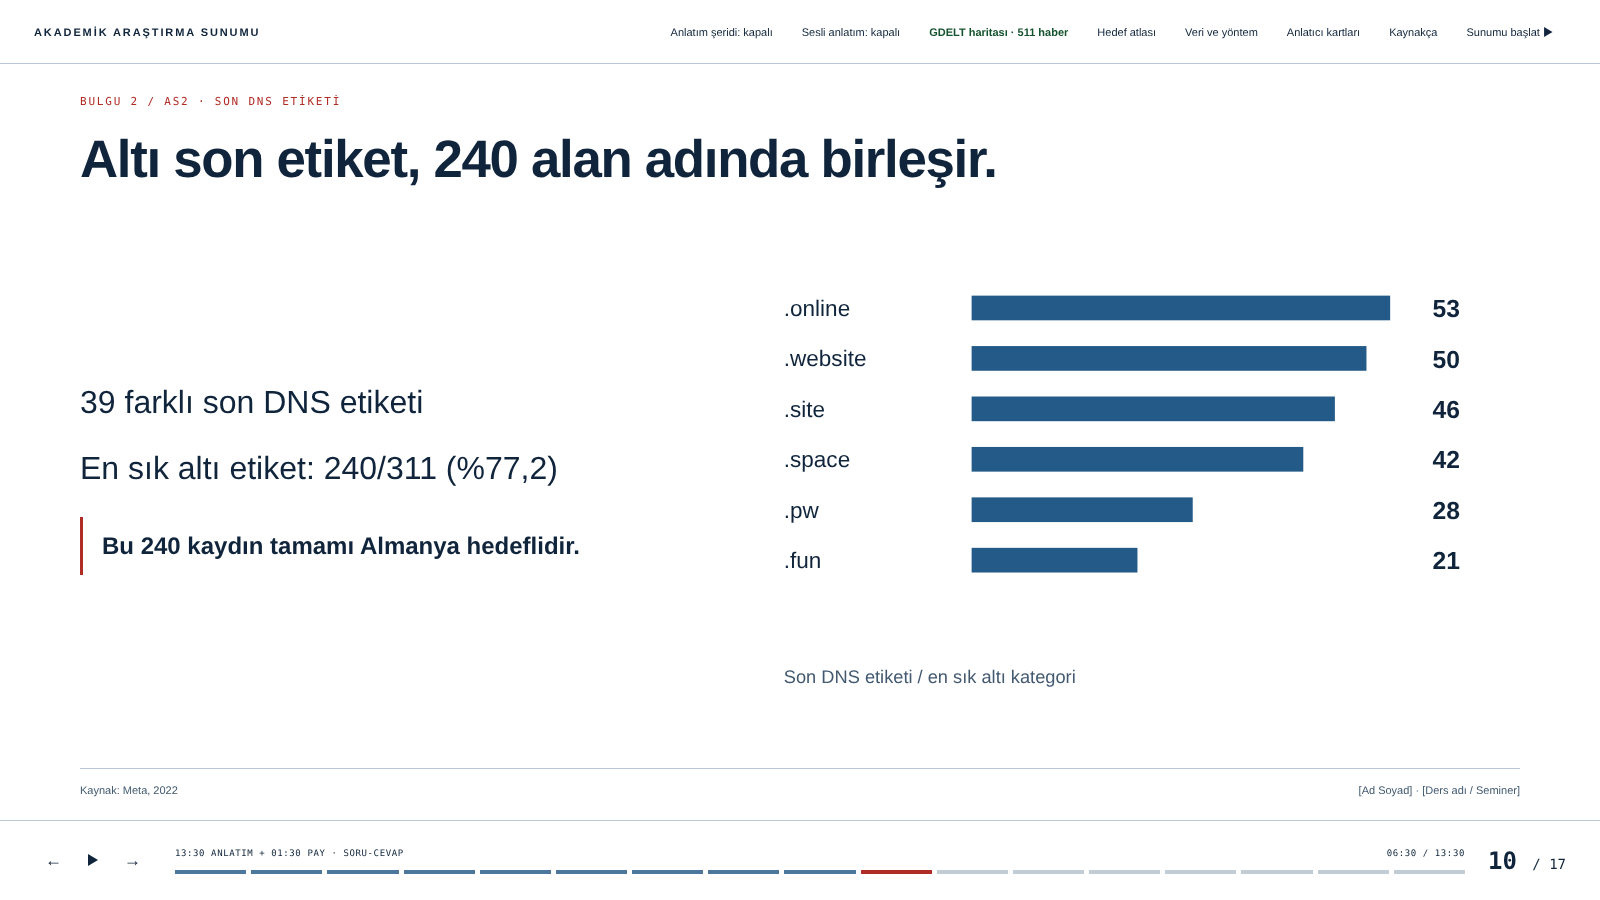 AKADEMİK ARAŞTIRMA SUNUMU
Anlatım şeridi: kapalı
Sesli anlatım: kapalı
GDELT haritası · 511 haber
Hedef atlası
Veri ve yöntem
Anlatıcı kartları
Kaynakça
Sunumu başlat ▶
BULGU 2 / AS2 · SON DNS ETİKETİ
Altı son etiket, 240 alan adında birleşir.
39 farklı son DNS etiketi
En sık altı etiket: 240/311 (%77,2)
Bu 240 kaydın tamamı Almanya hedeflidir.
.online 53
.website 50
.site 46
.space 42
.pw 28
.fun 21
Son DNS etiketi / en sık altı kategori
Kaynak: Meta, 2022
[Ad Soyad] · [Ders adı / Seminer]
← ▶ →
13:30 ANLATIM + 01:30 PAY · SORU-CEVAP
06:30 / 13:30
10 / 17